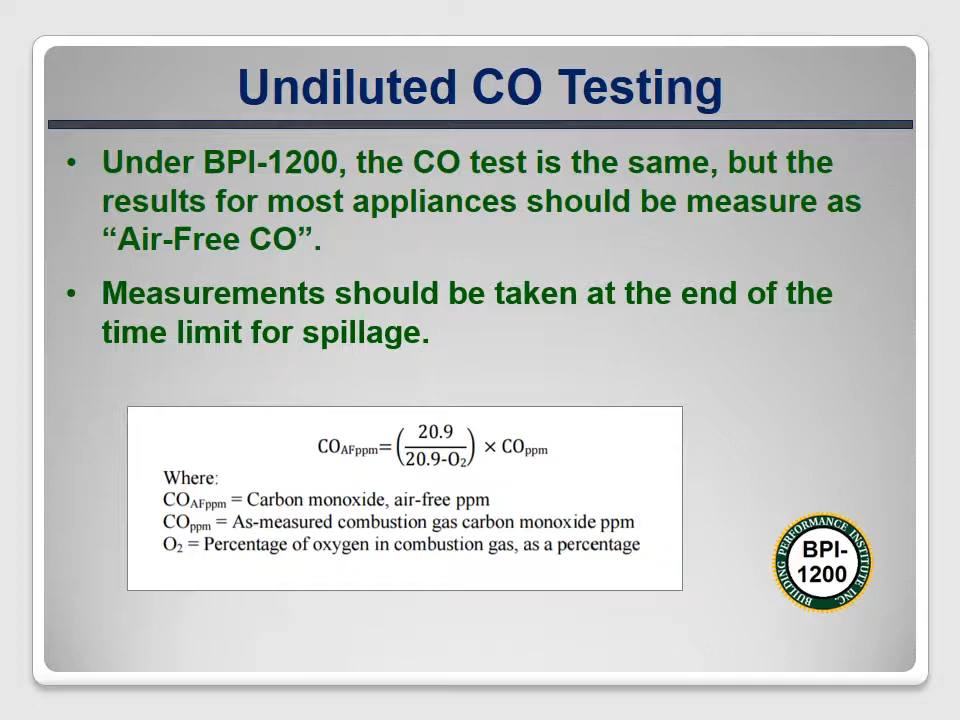 Undiluted CO Testing
• Under BPI-1200, the CO test is the same, but the
results for most appliances should be measure as
“Air-Free CO”.
• Measurements should be taken at the end of the
time limit for spillage.
CO_AFppm=(20.9/20.9-O₂) × CO_ppm
Where:
CO_AFppm = Carbon monoxide, air-free ppm
CO_ppm = As-measured combustion gas carbon monoxide ppm
O₂ = Percentage of oxygen in combustion gas, as a percentage
BUILDING PERFORMANCE INSTITUTE INC.
BPI-
1200